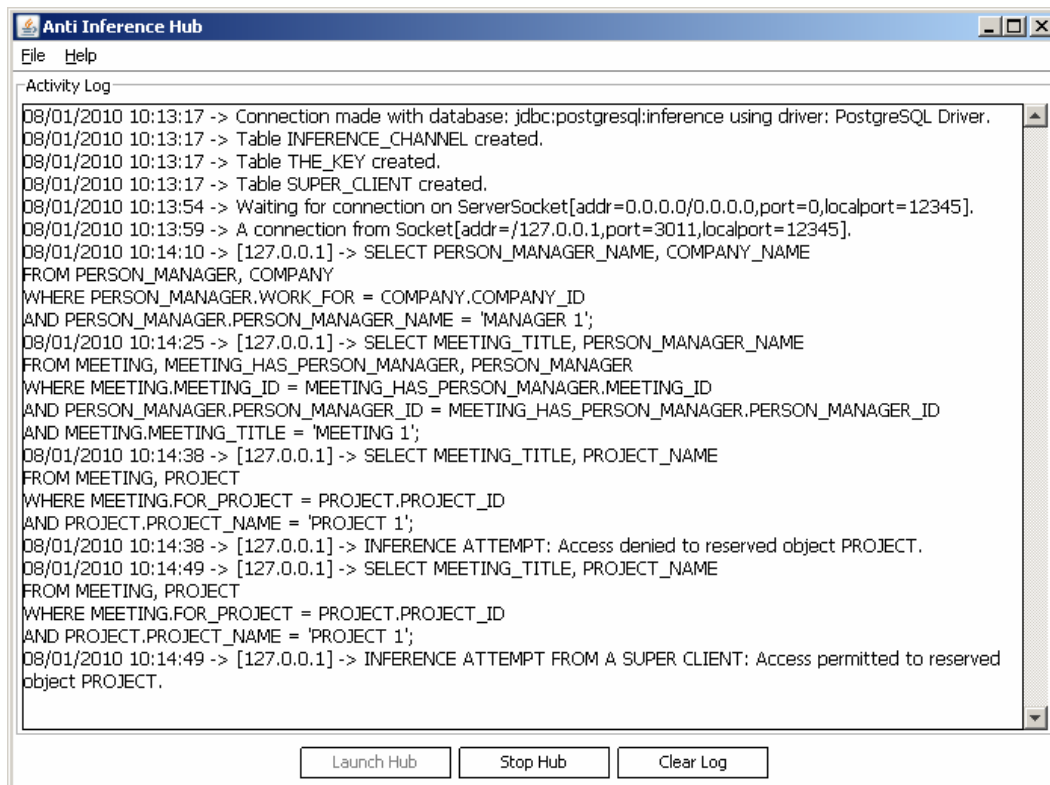 Anti Inference Hub
File Help
Activity Log
08/01/2010 10:13:17 -> Connection made with database: jdbc:postgresql:inference using driver: PostgreSQL Driver.
08/01/2010 10:13:17 -> Table INFERENCE_CHANNEL created.
08/01/2010 10:13:17 -> Table THE_KEY created.
08/01/2010 10:13:17 -> Table SUPER_CLIENT created.
08/01/2010 10:13:54 -> Waiting for connection on ServerSocket[addr=0.0.0.0/0.0.0.0,port=0,localport=12345].
08/01/2010 10:13:59 -> A connection from Socket[addr=/127.0.0.1,port=3011,localport=12345].
08/01/2010 10:14:10 -> [127.0.0.1] -> SELECT PERSON_MANAGER_NAME, COMPANY_NAME
FROM PERSON_MANAGER, COMPANY
WHERE PERSON_MANAGER.WORK_FOR = COMPANY.COMPANY_ID
AND PERSON_MANAGER.PERSON_MANAGER_NAME = 'MANAGER 1';
08/01/2010 10:14:25 -> [127.0.0.1] -> SELECT MEETING_TITLE, PERSON_MANAGER_NAME
FROM MEETING, MEETING_HAS_PERSON_MANAGER, PERSON_MANAGER
WHERE MEETING.MEETING_ID = MEETING_HAS_PERSON_MANAGER.MEETING_ID
AND PERSON_MANAGER.PERSON_MANAGER_ID = MEETING_HAS_PERSON_MANAGER.PERSON_MANAGER_ID
AND MEETING.MEETING_TITLE = 'MEETING 1';
08/01/2010 10:14:38 -> [127.0.0.1] -> SELECT MEETING_TITLE, PROJECT_NAME
FROM MEETING, PROJECT
WHERE MEETING.FOR_PROJECT = PROJECT.PROJECT_ID
AND PROJECT.PROJECT_NAME = 'PROJECT 1';
08/01/2010 10:14:38 -> [127.0.0.1] -> INFERENCE ATTEMPT: Access denied to reserved object PROJECT.
08/01/2010 10:14:49 -> [127.0.0.1] -> SELECT MEETING_TITLE, PROJECT_NAME
FROM MEETING, PROJECT
WHERE MEETING.FOR_PROJECT = PROJECT.PROJECT_ID
AND PROJECT.PROJECT_NAME = 'PROJECT 1';
08/01/2010 10:14:49 -> [127.0.0.1] -> INFERENCE ATTEMPT FROM A SUPER CLIENT: Access permitted to reserved
object PROJECT.
Launch Hub Stop Hub Clear Log